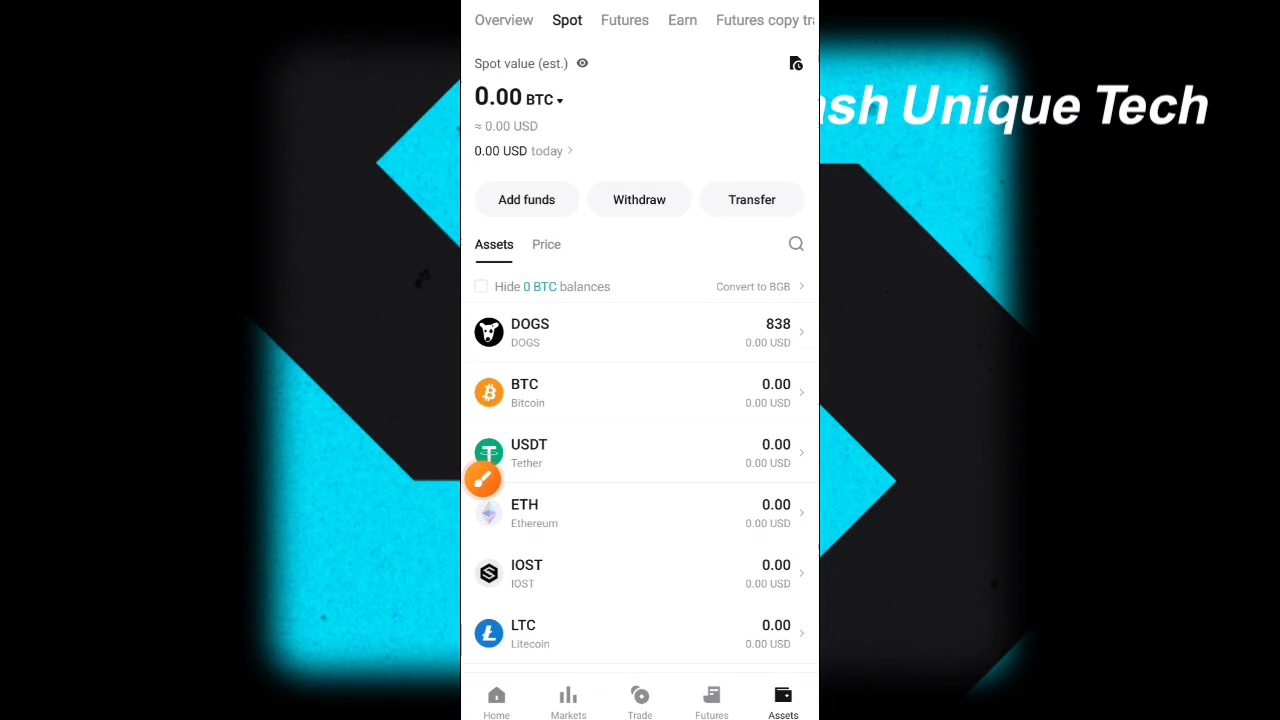 Overview Spot Futures Earn Futures copy
Spot value (est.)
0.00 BTC
≈ 0.00 USD
0.00 USD today
Unique Tech
Add funds Withdraw Transfer
Assets Price
Hide 0 BTC balances Convert to BGB
DOGS 838
DOGS 0.00 USD
BTC 0.00
Bitcoin 0.00 USD
USDT 0.00
Tether 0.00 USD
ETH 0.00
Ethereum 0.00 USD
IOST 0.00
IOST 0.00 USD
LTC 0.00
Litecoin 0.00 USD
Home Markets Trade Futures Assets